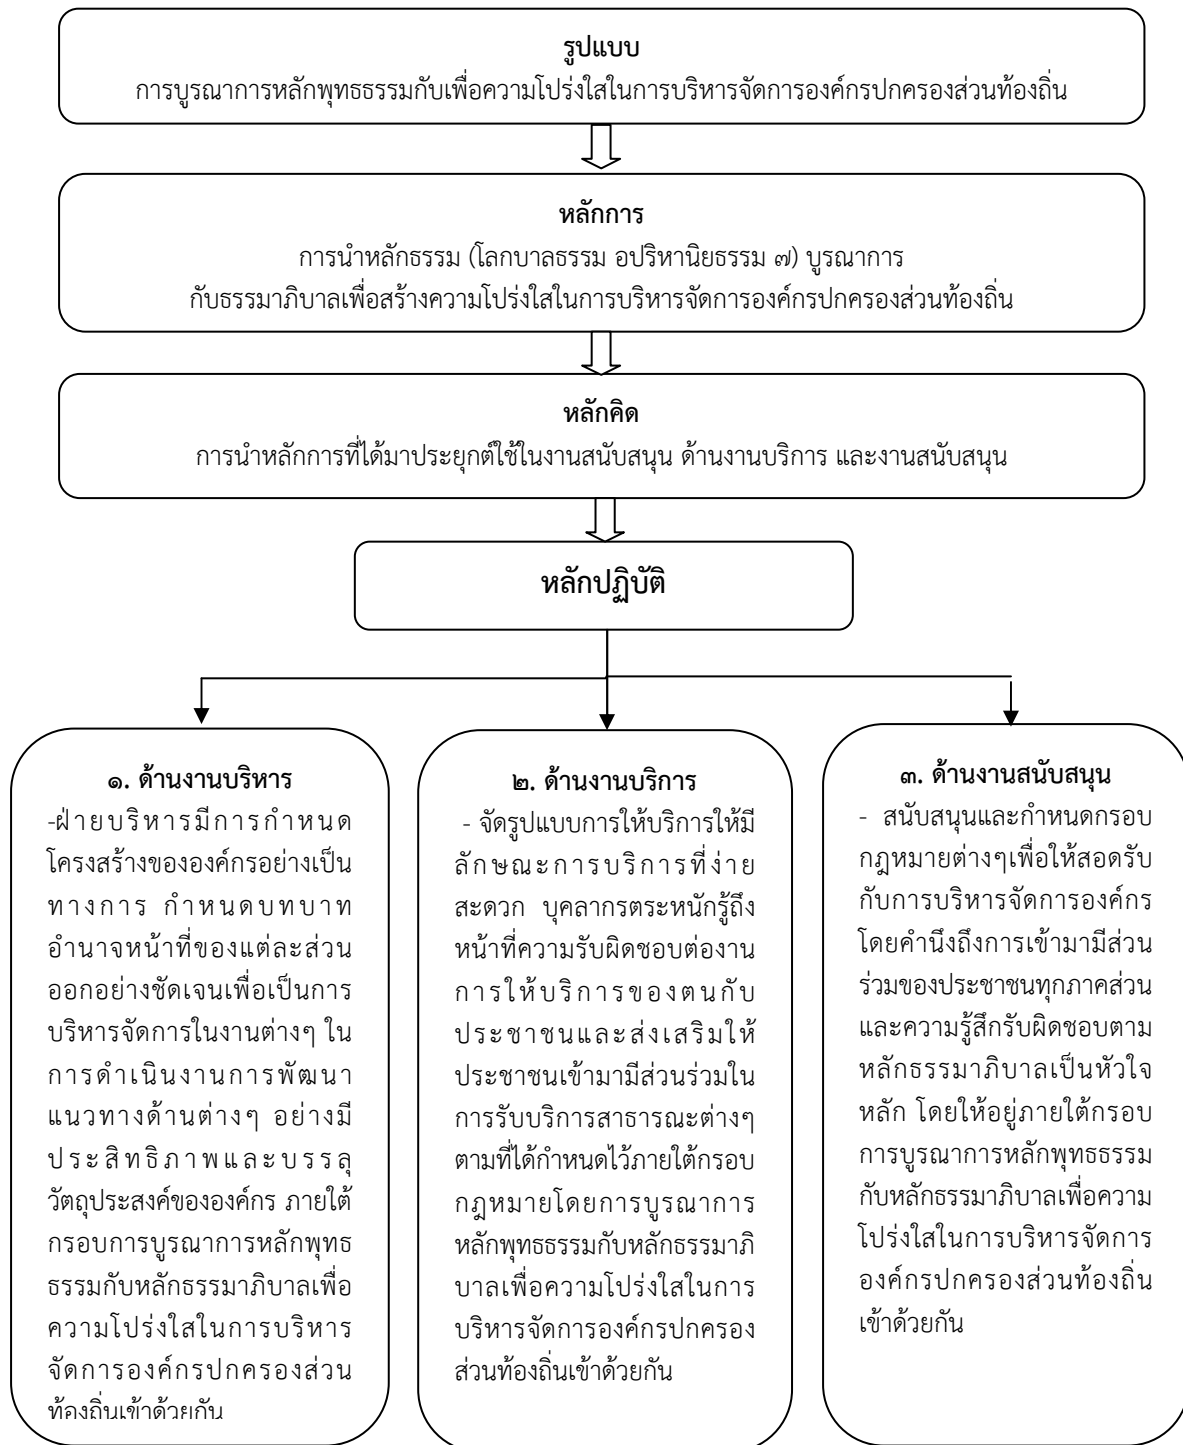 รูปแบบ
การบูรณาการหลักพุทธธรรมกับเพื่อความโปร่งใสในการบริหารจัดการองค์กรปกครองส่วนท้องถิ่น
หลักการ
การนำหลักธรรม (โลกบาลธรรม อปริหานิยธรรม ๗) บูรณาการ
กับธรรมาภิบาลเพื่อสร้างความโปร่งใสในการบริหารจัดการองค์กรปกครองส่วนท้องถิ่น
หลักคิด
การนำหลักการที่ได้มาประยุกต์ใช้ในงานสนับสนุน ด้านงานบริการ และงานสนับสนุน
หลักปฏิบัติ
๑. ด้านงานบริหาร
-ฝ่ายบริหารมีการกำหนด
โครงสร้างขององค์กรอย่างเป็น
ทางการ กำหนดบทบาท
อำนาจหน้าที่ของแต่ละส่วน
ออกอย่างชัดเจนเพื่อเป็นการ
บริหารจัดการในงานต่างๆ ใน
การดำเนินงานการพัฒนา
แนวทางด้านต่างๆ อย่างมี
ประสิทธิภาพและบรรลุ
วัตถุประสงค์ขององค์กร ภายใต้
กรอบการบูรณาการหลักพุทธ
ธรรมกับหลักธรรมาภิบาลเพื่อ
ความโปร่งใสในการบริหาร
จัดการองค์กรปกครองส่วน
ท้องถิ่นเข้าด้วยกัน
๒. ด้านงานบริการ
- จัดรูปแบบการให้บริการให้มี
ลักษณะการบริการที่ง่าย
สะดวก บุคลากรตระหนักรู้ถึง
หน้าที่ความรับผิดชอบต่องาน
การให้บริการของตนกับ
ประชาชนและส่งเสริมให้
ประชาชนเข้ามามีส่วนร่วมใน
การรับบริการสาธารณะต่างๆ
ตามที่ได้กำหนดไว้ภายใต้กรอบ
กฎหมายโดยการบูรณาการ
หลักพุทธธรรมกับหลักธรรมาภิ
บาลเพื่อความโปร่งใสในการ
บริหารจัดการองค์กรปกครอง
ส่วนท้องถิ่นเข้าด้วยกัน
๓. ด้านงานสนับสนุน
- สนับสนุนและกำหนดกรอบ
กฎหมายต่างๆเพื่อให้สอดรับ
กับการบริหารจัดการองค์กร
โดยคำนึงถึงการเข้ามามีส่วน
ร่วมของประชาชนทุกภาคส่วน
และความรู้สึกรับผิดชอบตาม
หลักธรรมาภิบาลเป็นหัวใจ
หลัก โดยให้อยู่ภายใต้กรอบ
การบูรณาการหลักพุทธธรรม
กับหลักธรรมาภิบาลเพื่อความ
โปร่งใสในการบริหารจัดการ
องค์กรปกครองส่วนท้องถิ่น
เข้าด้วยกัน